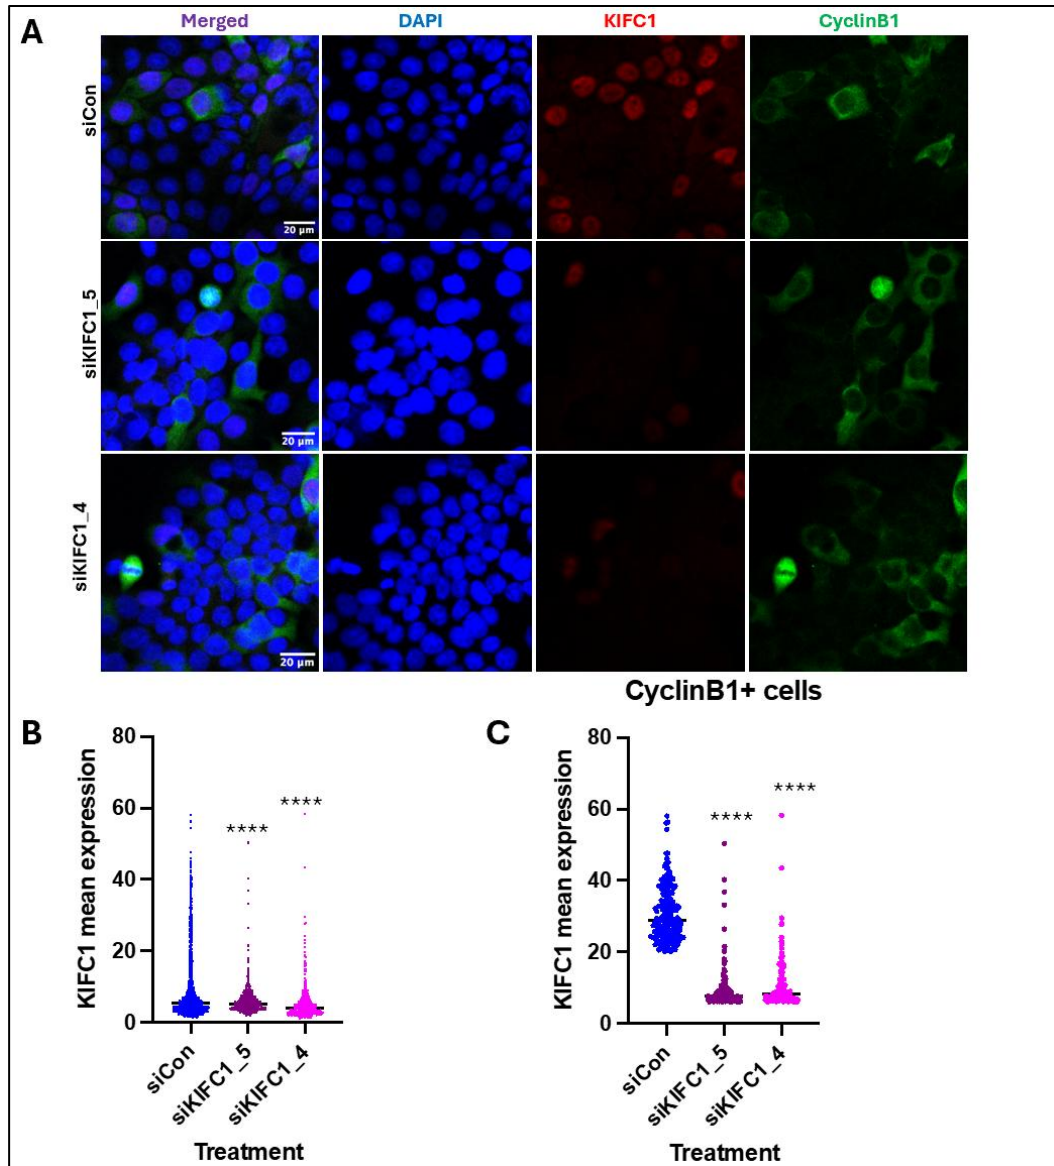 A
Merged DAPI KIFC1 CyclinB1
siCon
20 µm
siKIFC1_5
20 µm
siKIFC1_4
20 µm
CyclinB1+ cells
B
KIFC1 mean expression
80
60
40
20
0
****
****
siCon
siKIFC1_5
siKIFC1_4
Treatment
C
KIFC1 mean expression
80
60
40
20
0
****
****
siCon
siKIFC1_5
siKIFC1_4
Treatment